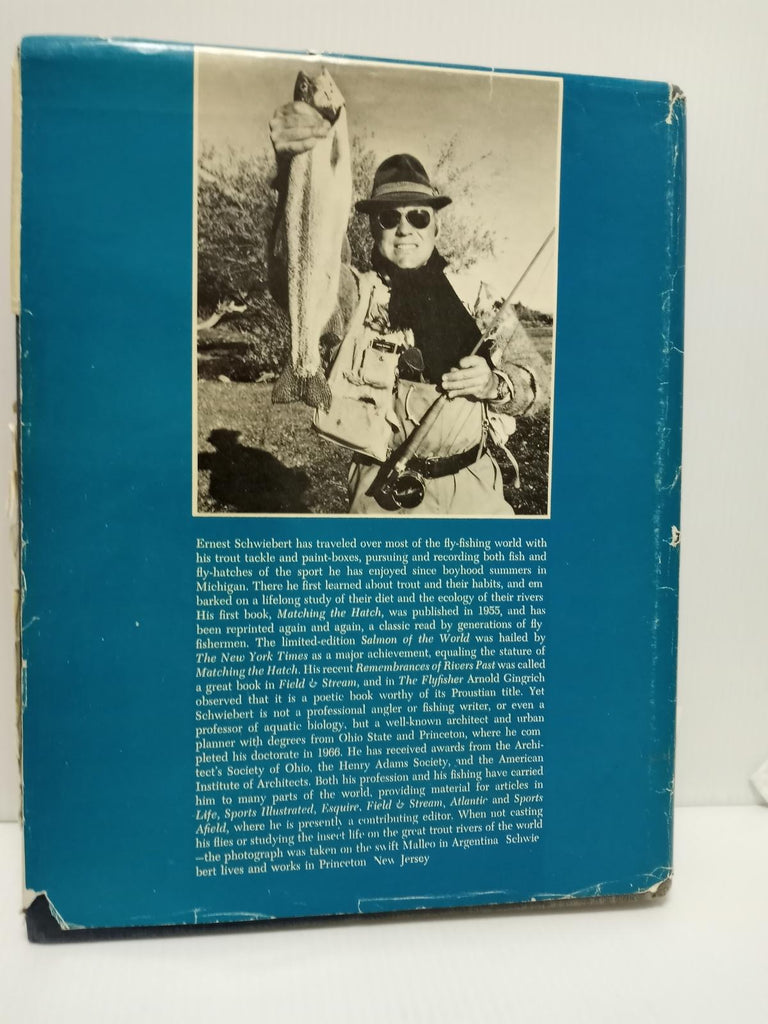 Ernest Schwiebert has traveled over most of the fly-fishing world with
his trout tackle and paint-boxes, pursuing and recording both fish and
fly-hatches of the sport he has enjoyed since boyhood summers in
Michigan. There he first learned about trout and their habits, and em
barked on a lifelong study of their diet and the ecology of their rivers
His first book, Matching the Hatch, was published in 1955, and has
been reprinted again and again, a classic read by generations of fly
fishermen. The limited-edition Salmon of the World was hailed by
The New York Times as a major achievement, equaling the stature of
Matching the Hatch. His recent Remembrances of Rivers Past was called
a great book in Field & Stream, and in The Flyfisher Arnold Gingrich
observed that it is a poetic book worthy of its Proustian title. Yet
Schwiebert is not a professional angler or fishing writer, or even a
professor of aquatic biology, but a well-known architect and urban
planner with degrees from Ohio State and Princeton, where he com
pleted his doctorate in 1966. He has received awards from the Archi-
tect's Society of Ohio, the Henry Adams Society, and the American
Institute of Architects. Both his profession and his fishing have carried
him to many parts of the world, providing material for articles in
Life, Sports Illustrated, Esquire, Field & Stream, Atlantic and Sports
Afield, where he is presently a contributing editor. When not casting
his flies or studying the insect life on the great trout rivers of the world
—the photograph was taken on the swift Malleo in Argentina Schwie
bert lives and works in Princeton New Jersey